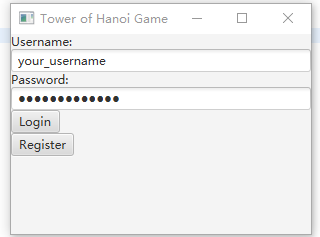 Tower of Hanoi Game
Username:
your_username
Password:
●●●●●●●●●●●●●
Login
Register